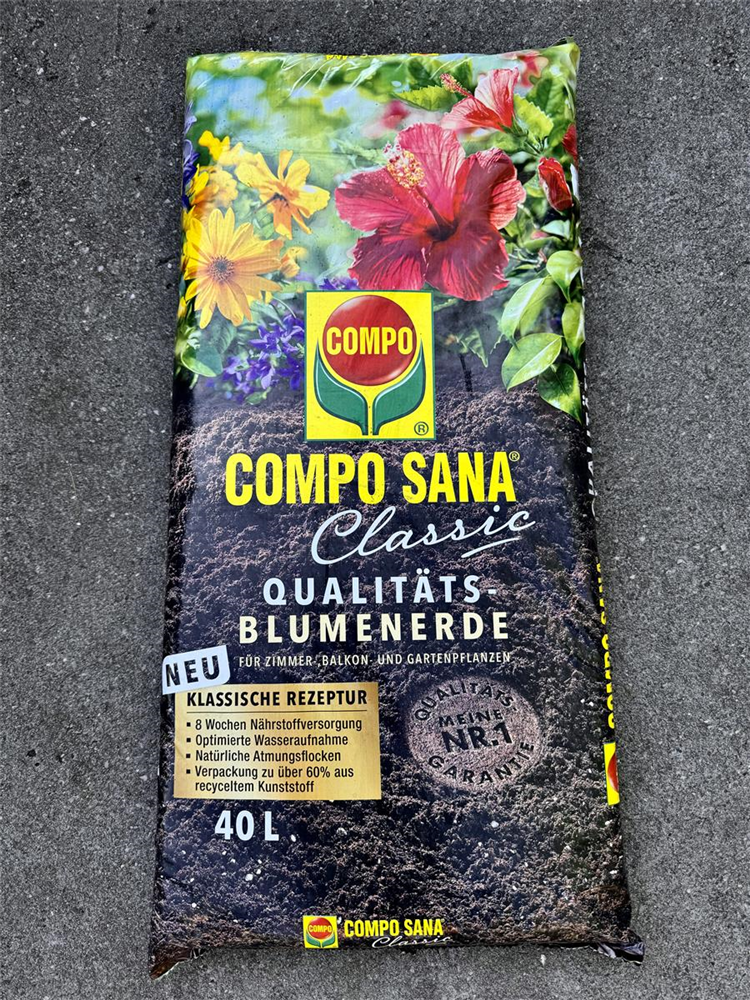 COMPO
®
COMPO SANA®
Classic
QUALITÄTS-
BLUMENERDE
FÜR ZIMMER-, BALKON- UND GARTENPFLANZEN
NEU
KLASSISCHE REZEPTUR
▪ 8 Wochen Nährstoffversorgung
▪ Optimierte Wasseraufnahme
▪ Natürliche Atmungsflocken
▪ Verpackung zu über 60% aus
recyceltem Kunststoff
QUALITÄTS
MEINE
NR.1
GARANTIE
40 L
COMPO COMPO SANA®
Classic
COMPO SANA